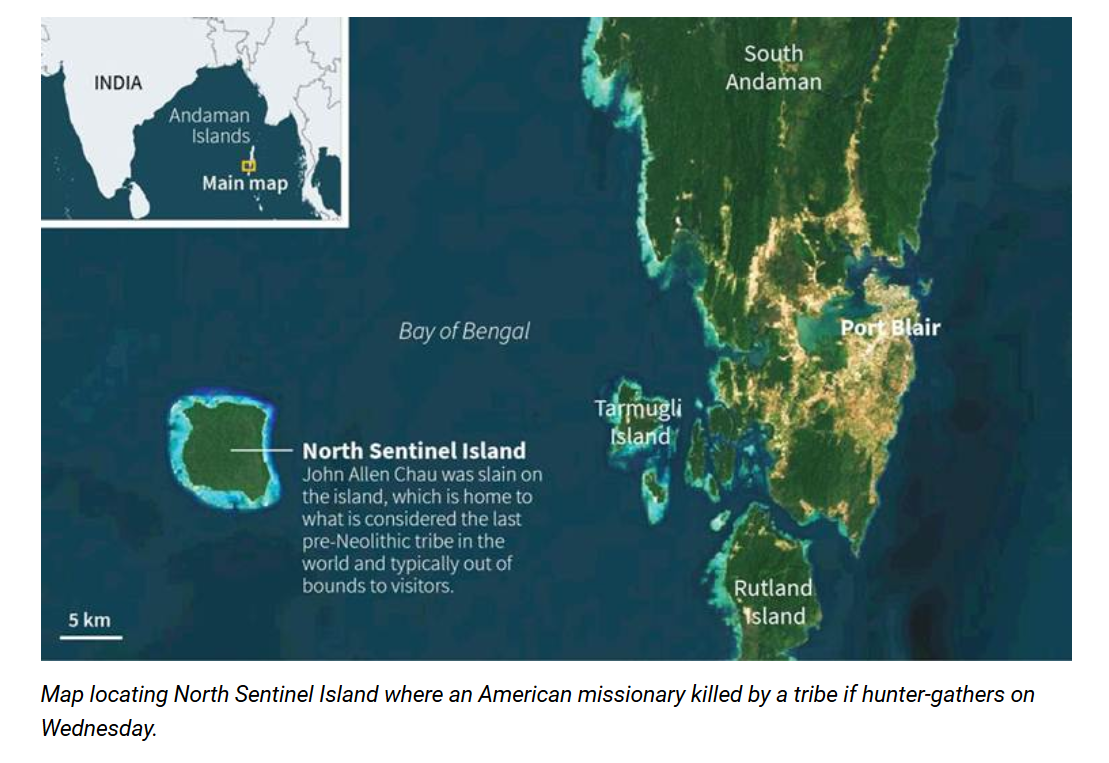 INDIA
Andaman
Islands
Main map
South
Andaman
Bay of Bengal
Port Blair
Tarmugli
Island
North Sentinel Island
John Allen Chau was slain on
the island, which is home to
what is considered the last
pre-Neolithic tribe in the
world and typically out of
bounds to visitors.
Rutland
Island
5 km
Map locating North Sentinel Island where an American missionary killed by a tribe if hunter-gathers on
Wednesday.